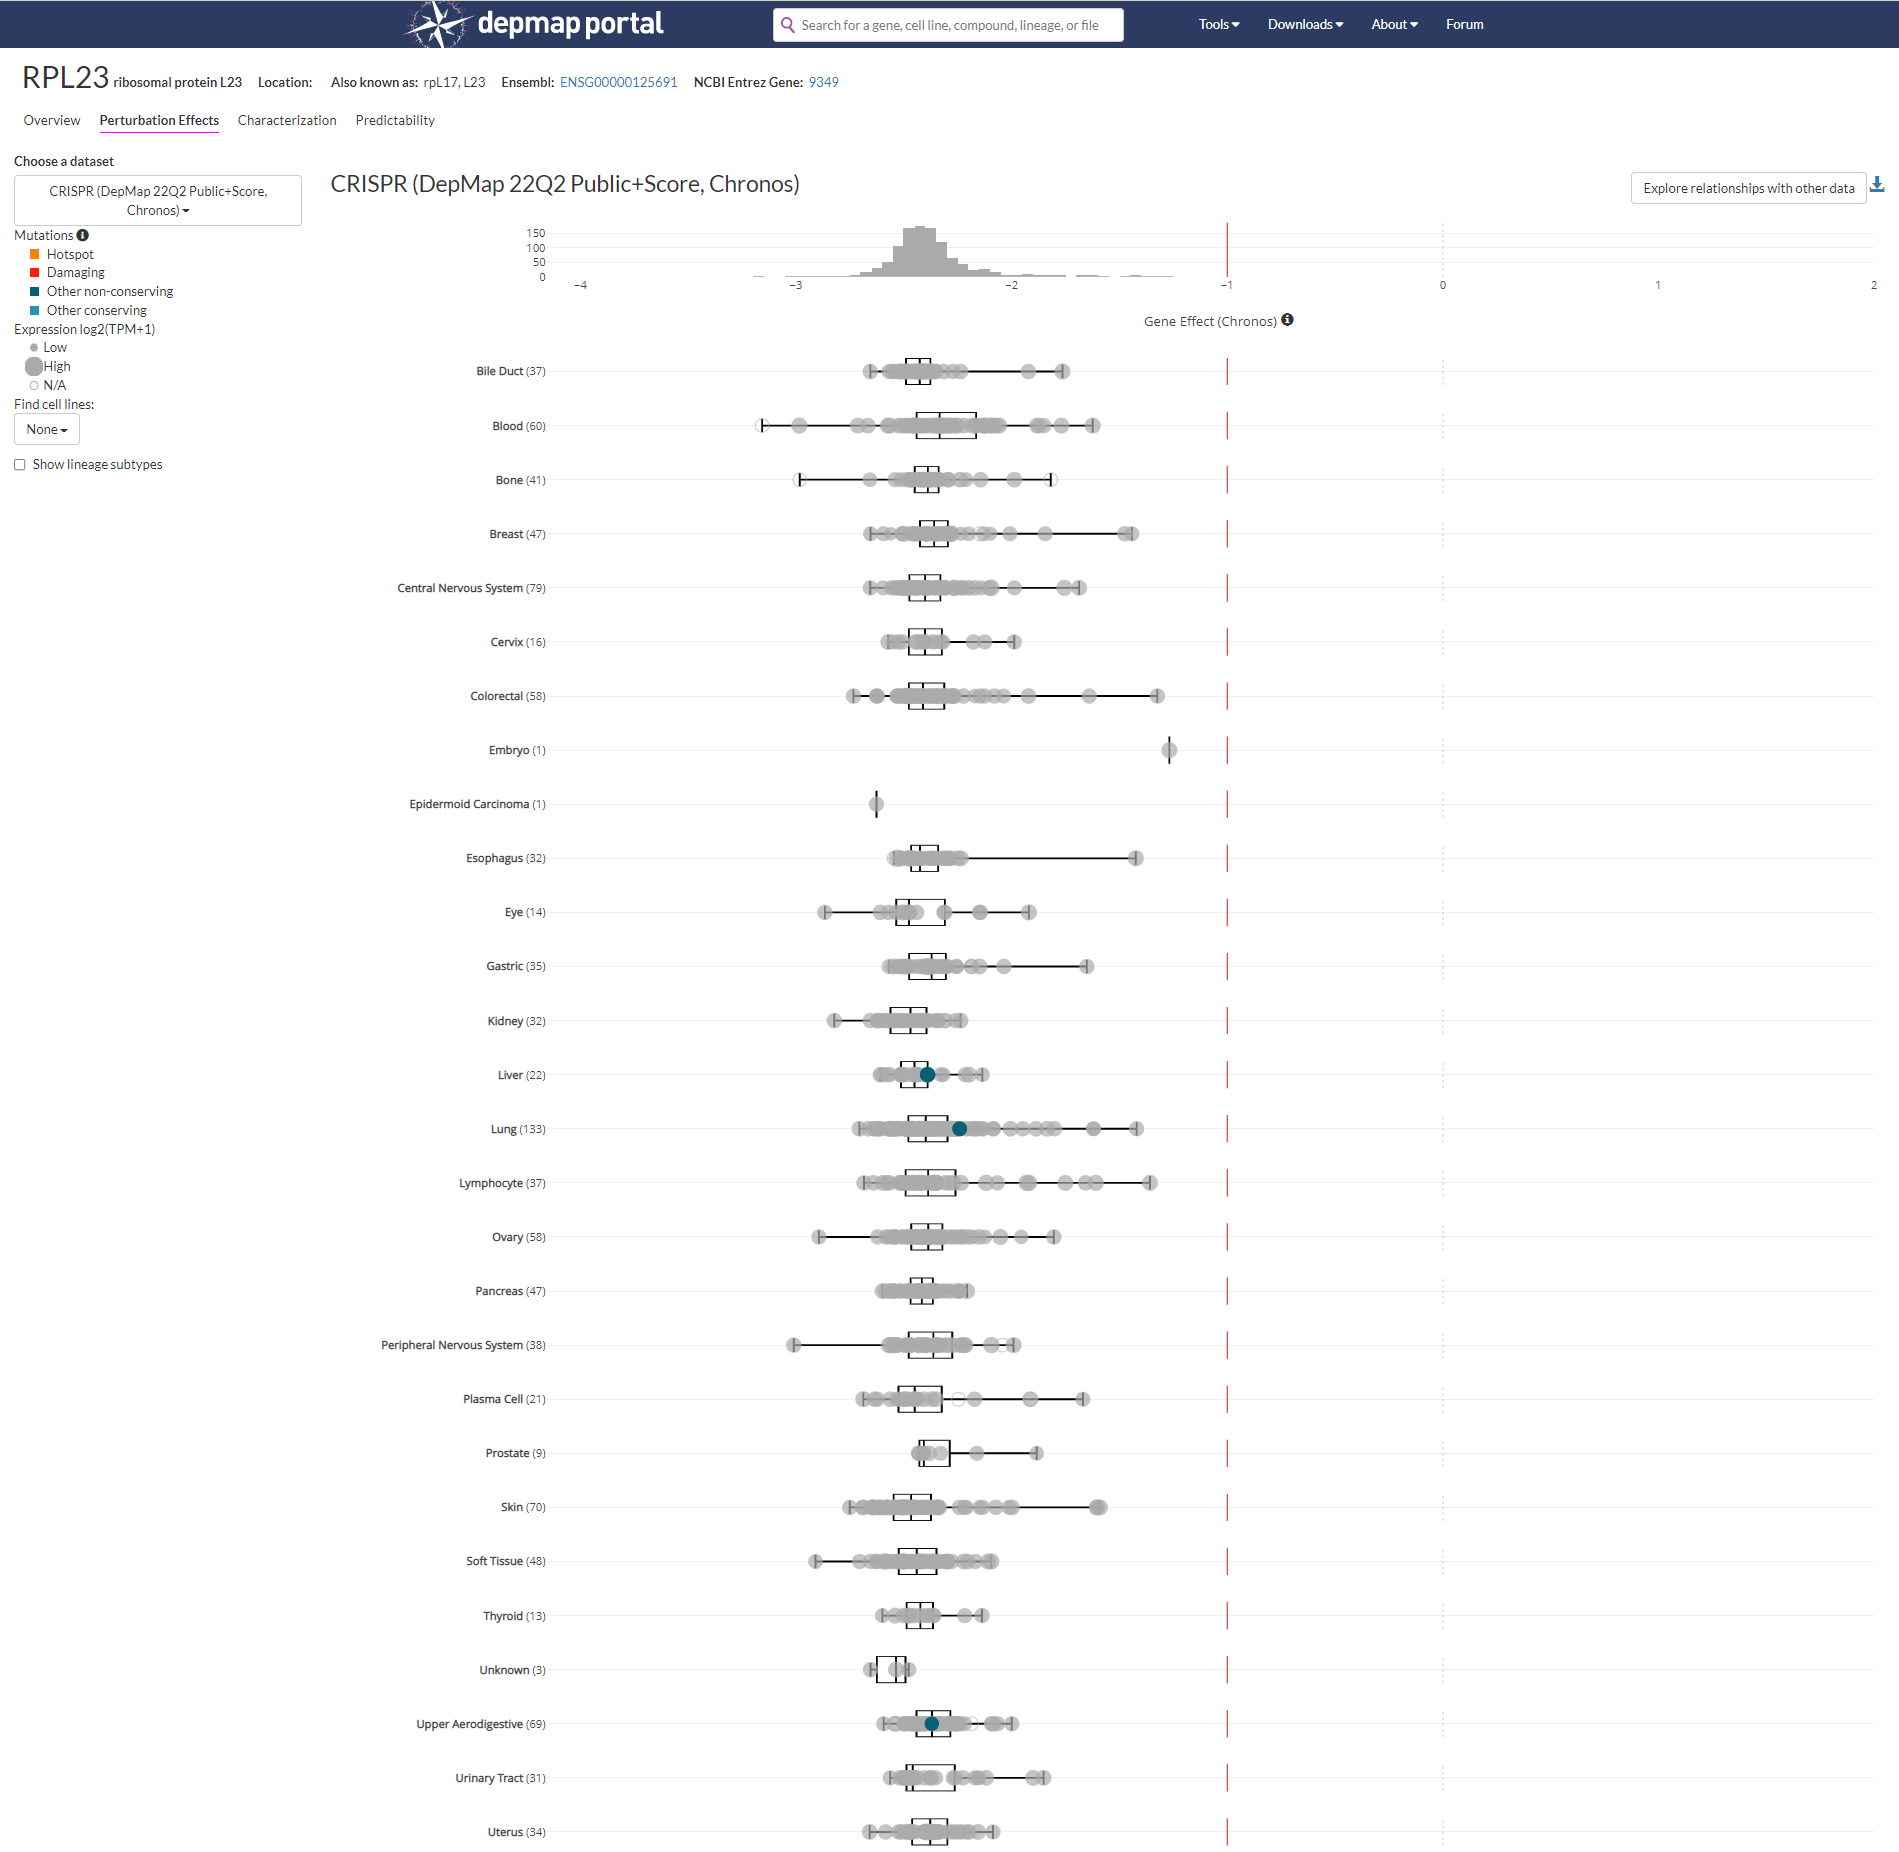 depmap portal
Search for a gene, cell line, compound, lineage, or file
Tools
Downloads
About
Forum
RPL23 ribosomal protein L23 Location: Also known as: rpL17, L23 Ensembl: ENSG00000125691 NCBI Entrez Gene: 9349
Overview
Perturbation Effects
Characterization
Predictability
Choose a dataset
CRISPR (DepMap 22Q2 Public+Score,
Chronos)
Mutations
Hotspot
Damaging
Other non-conserving
Other conserving
Expression log2(TPM+1)
Low
High
N/A
Find cell lines:
None
Show lineage subtypes
CRISPR (DepMap 22Q2 Public+Score, Chronos)
Explore relationships with other data
150
100
50
0
−4 −3 −2 −1 0 1 2
Gene Effect (Chronos)
Bile Duct (37)
Blood (60)
Bone (41)
Breast (47)
Central Nervous System (79)
Cervix (16)
Colorectal (58)
Embryo (1)
Epidermoid Carcinoma (1)
Esophagus (32)
Eye (14)
Gastric (35)
Kidney (32)
Liver (22)
Lung (133)
Lymphocyte (37)
Ovary (58)
Pancreas (47)
Peripheral Nervous System (38)
Plasma Cell (21)
Prostate (9)
Skin (70)
Soft Tissue (48)
Thyroid (13)
Unknown (3)
Upper Aerodigestive (69)
Urinary Tract (31)
Uterus (34)